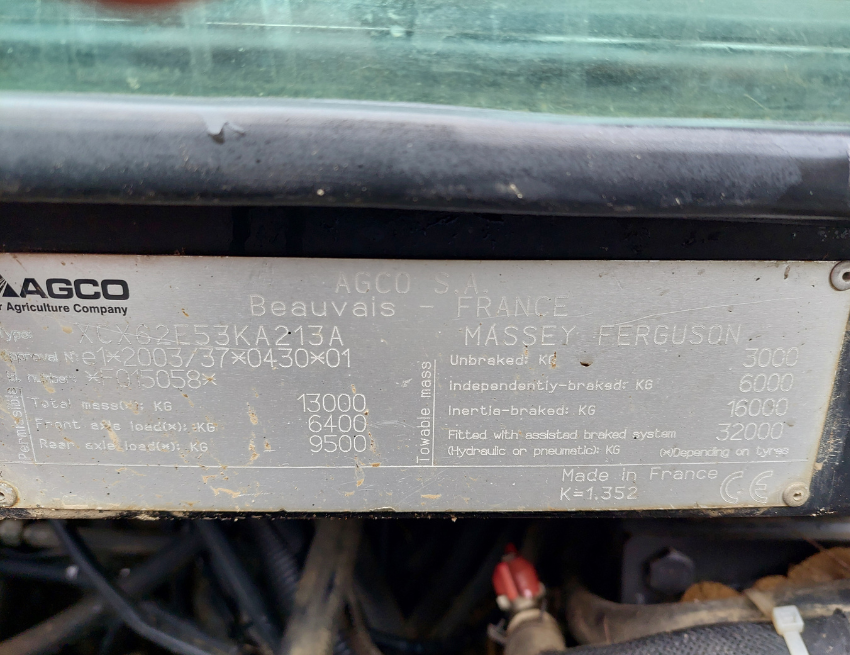 AGCO
Agriculture Company
AGCO S.A.
Beauvais - FRANCE
Type:
MASSEY FERGUSON
e1*2003/37*0430*01
Total mass(*): KG 13000
Front axle load(*): KG 6400
Rear axle load(*): KG 9500
Towable mass
Unbraked: KG 3000
independently-braked: KG 6000
Inertia-braked: KG 16000
Fitted with assisted braked system 32000
(Hydraulic or pneumatic): KG (*)Depending on tyres
Made in France
K=1.352
CE